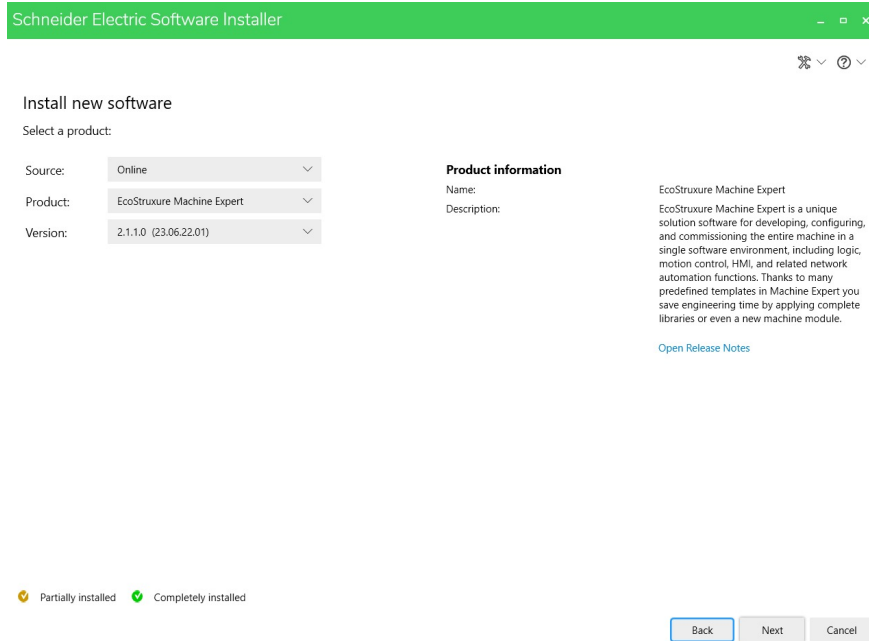 Schneider Electric Software Installer
Install new software
Select a product:
Source:
Online
Product:
EcoStruxure Machine Expert
Version:
2.1.1.0 (23.06.22.01)
Product information
Name:
EcoStruxure Machine Expert
Description:
EcoStruxure Machine Expert is a unique
solution software for developing, configuring,
and commissioning the entire machine in a
single software environment, including logic,
motion control, HMI, and related network
automation functions. Thanks to many
predefined templates in Machine Expert you
save engineering time by applying complete
libraries or even a new machine module.
Open Release Notes
Partially installed
Completely installed
Back
Next
Cancel